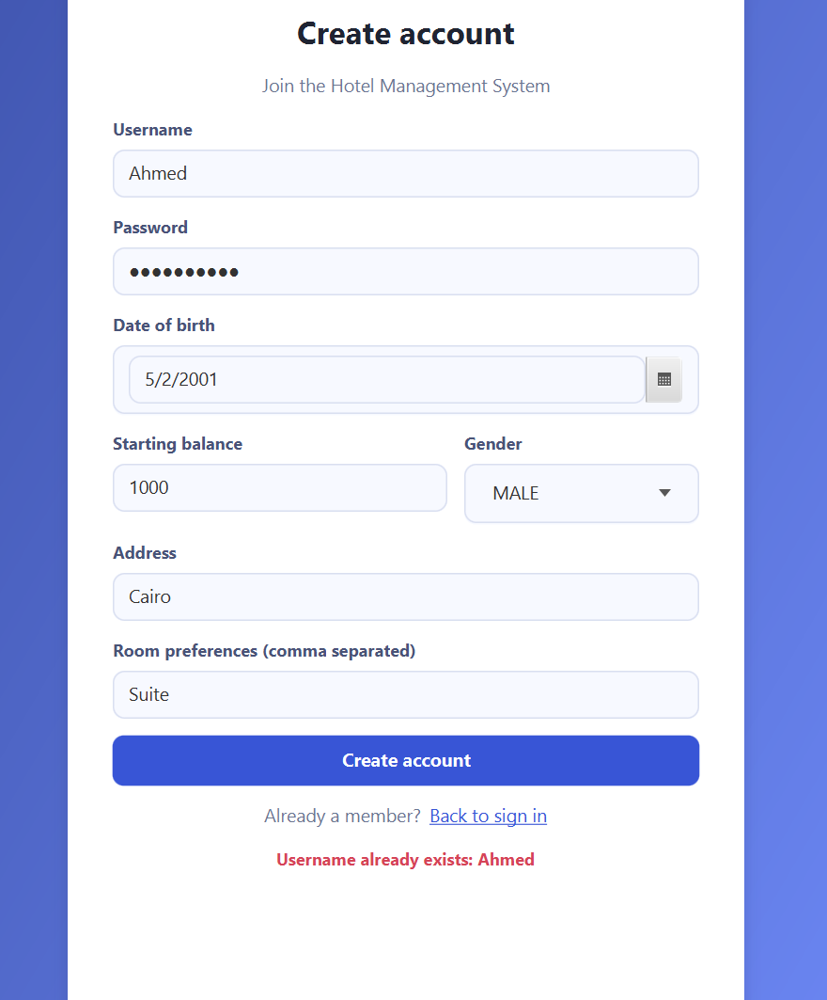 Create account
Join the Hotel Management System
Username
Ahmed
Password
●●●●●●●●●●
Date of birth
5/2/2001
Starting balance Gender
1000 MALE
Address
Cairo
Room preferences (comma separated)
Suite
Create account
Already a member? Back to sign in
Username already exists: Ahmed